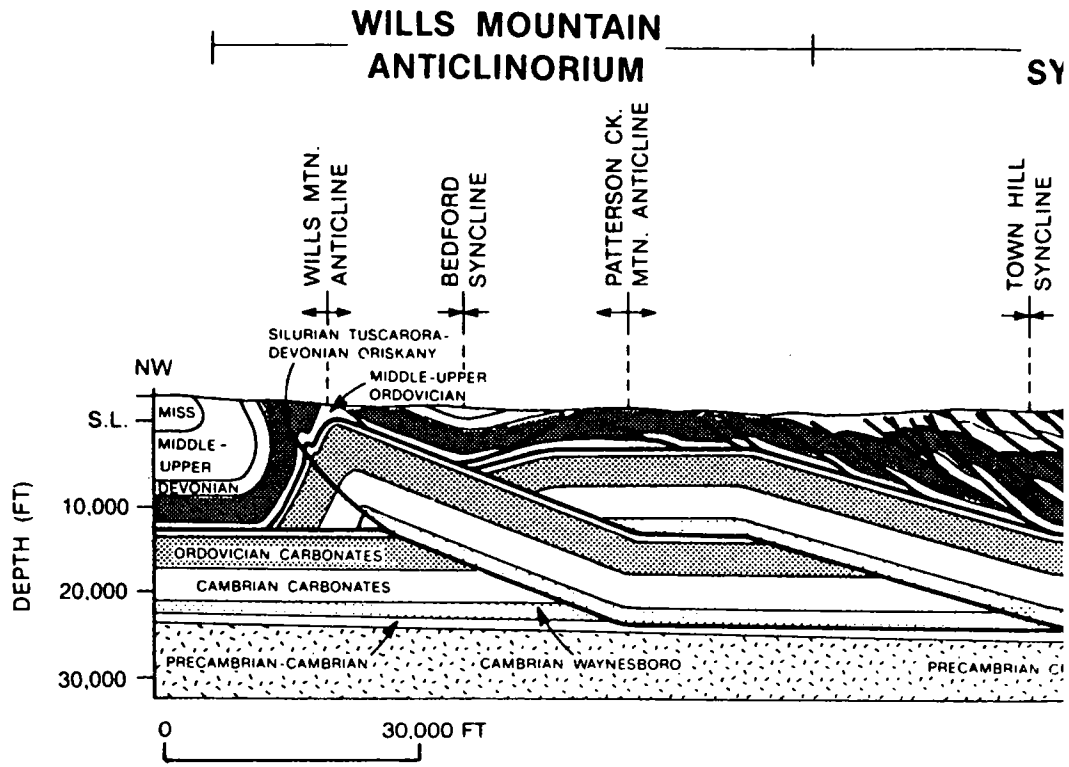 WILLS MOUNTAIN
ANTICLINORIUM
SY
WILLS MTN.
ANTICLINE
BEDFORD
SYNCLINE
PATTERSON CK.
MTN. ANTICLINE
TOWN HILL
SYNCLINE
SILURIAN TUSCARORA-
DEVONIAN ORISKANY
NW
MIDDLE-UPPER
ORDOVICIAN
S.L.
MISS
MIDDLE-
UPPER
DEVONIAN
10,000
DEPTH (FT)
ORDOVICIAN CARBONATES
20,000
CAMBRIAN CARBONATES
PRECAMBRIAN-CAMBRIAN
CAMBRIAN WAYNESBORO
PRECAMBRIAN C
30,000
0 30,000 FT